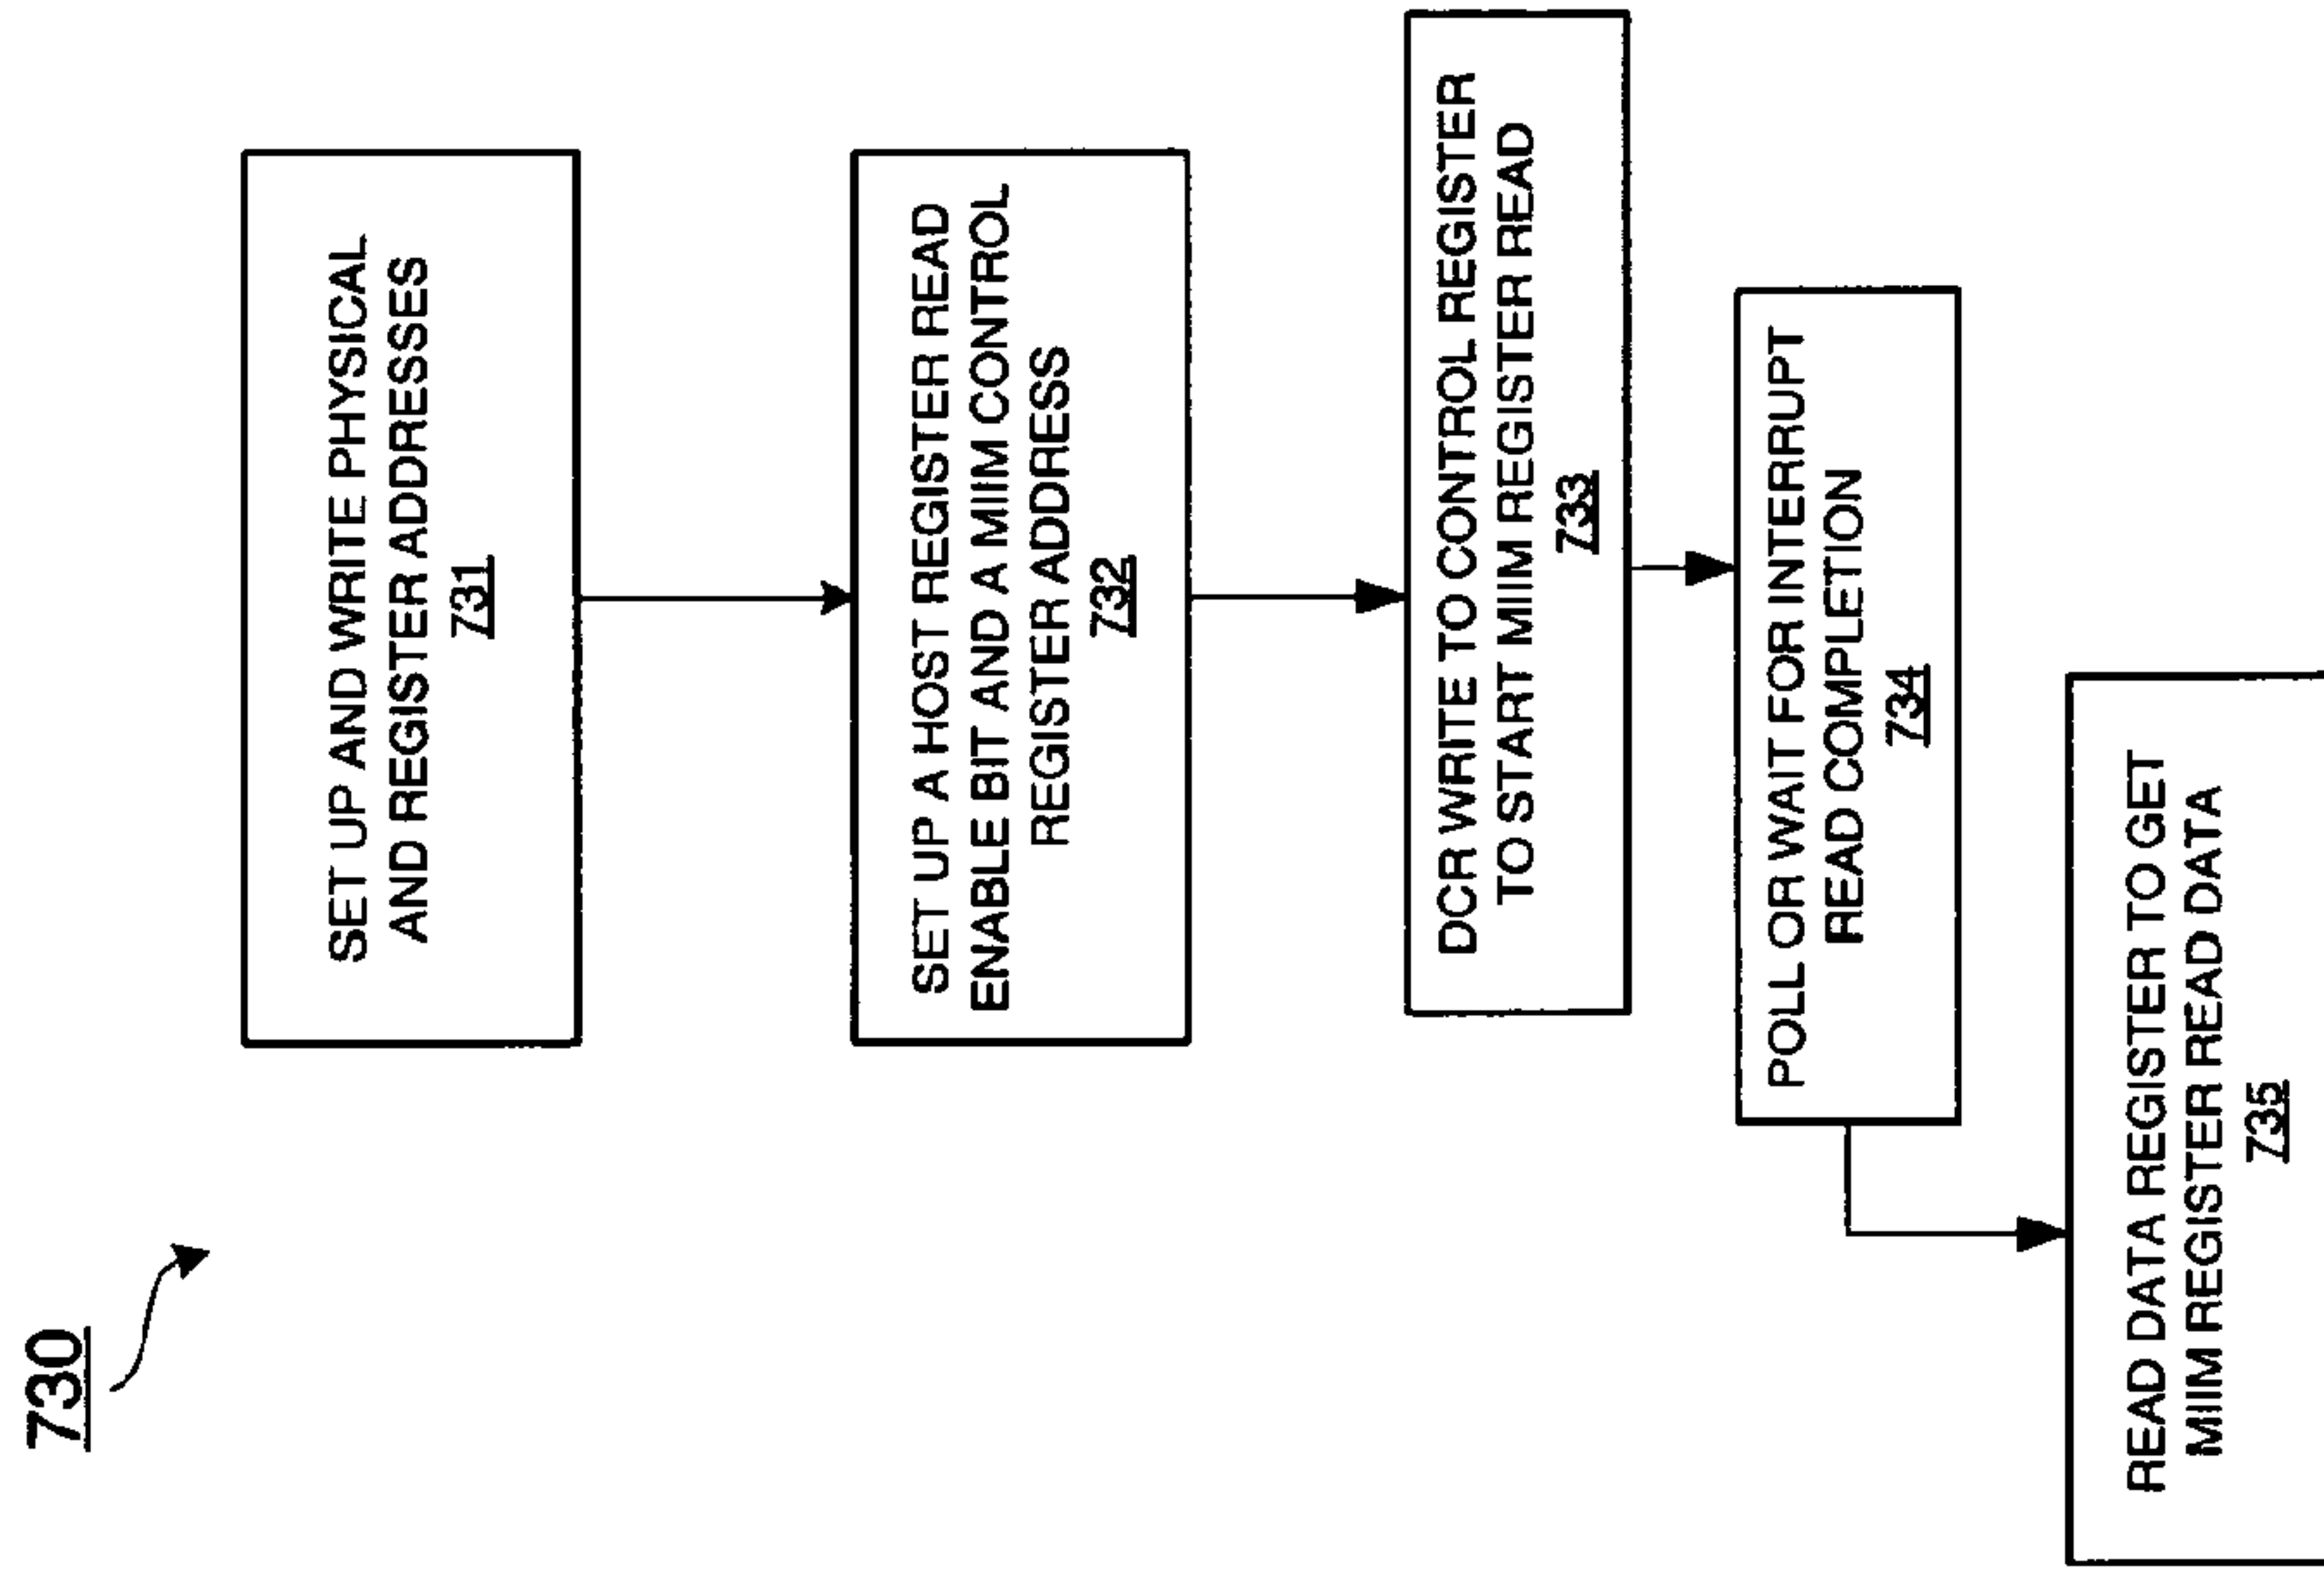 730
SET UP AND WRITE PHYSICAL
AND REGISTER ADDRESSES
731
SET UP A HOST REGISTER READ
ENABLE BIT AND A MIIM CONTROL
REGISTER ADDRESS
732
DCR WRITE TO CONTROL REGISTER
TO START MIIM REGISTER READ
733
POLL OR WAIT FOR INTERRUPT
READ COMPLETION
734
READ DATA REGISTER TO GET
MIIM REGISTER READ DATA
735